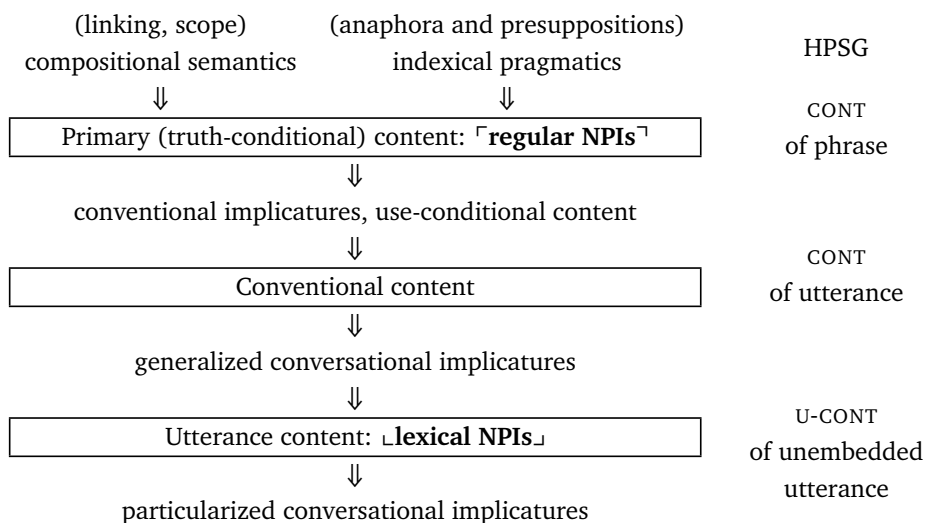 (linking, scope) (anaphora and presuppositions)
HPSG
compositional semantics indexical pragmatics
⇓ ⇓
CONT
Primary (truth-conditional) content: ⌜regular NPIs⌝
of phrase
⇓
conventional implicatures, use-conditional content
⇓
CONT
Conventional content
of utterance
⇓
generalized conversational implicatures
⇓
U-CONT
Utterance content: ⌞lexical NPIs⌟
of unembedded
⇓
utterance
particularized conversational implicatures